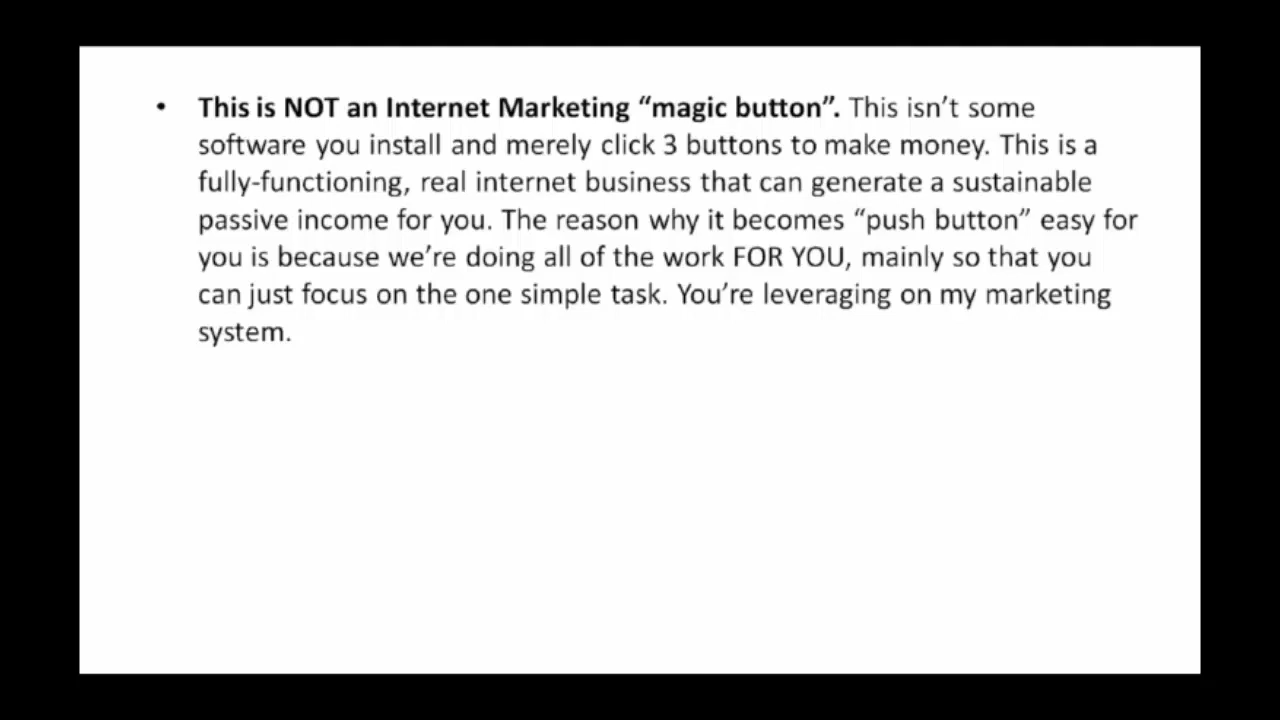 • This is NOT an Internet Marketing “magic button”. This isn’t some
software you install and merely click 3 buttons to make money. This is a
fully-functioning, real internet business that can generate a sustainable
passive income for you. The reason why it becomes “push button” easy for
you is because we’re doing all of the work FOR YOU, mainly so that you
can just focus on the one simple task. You’re leveraging on my marketing
system.